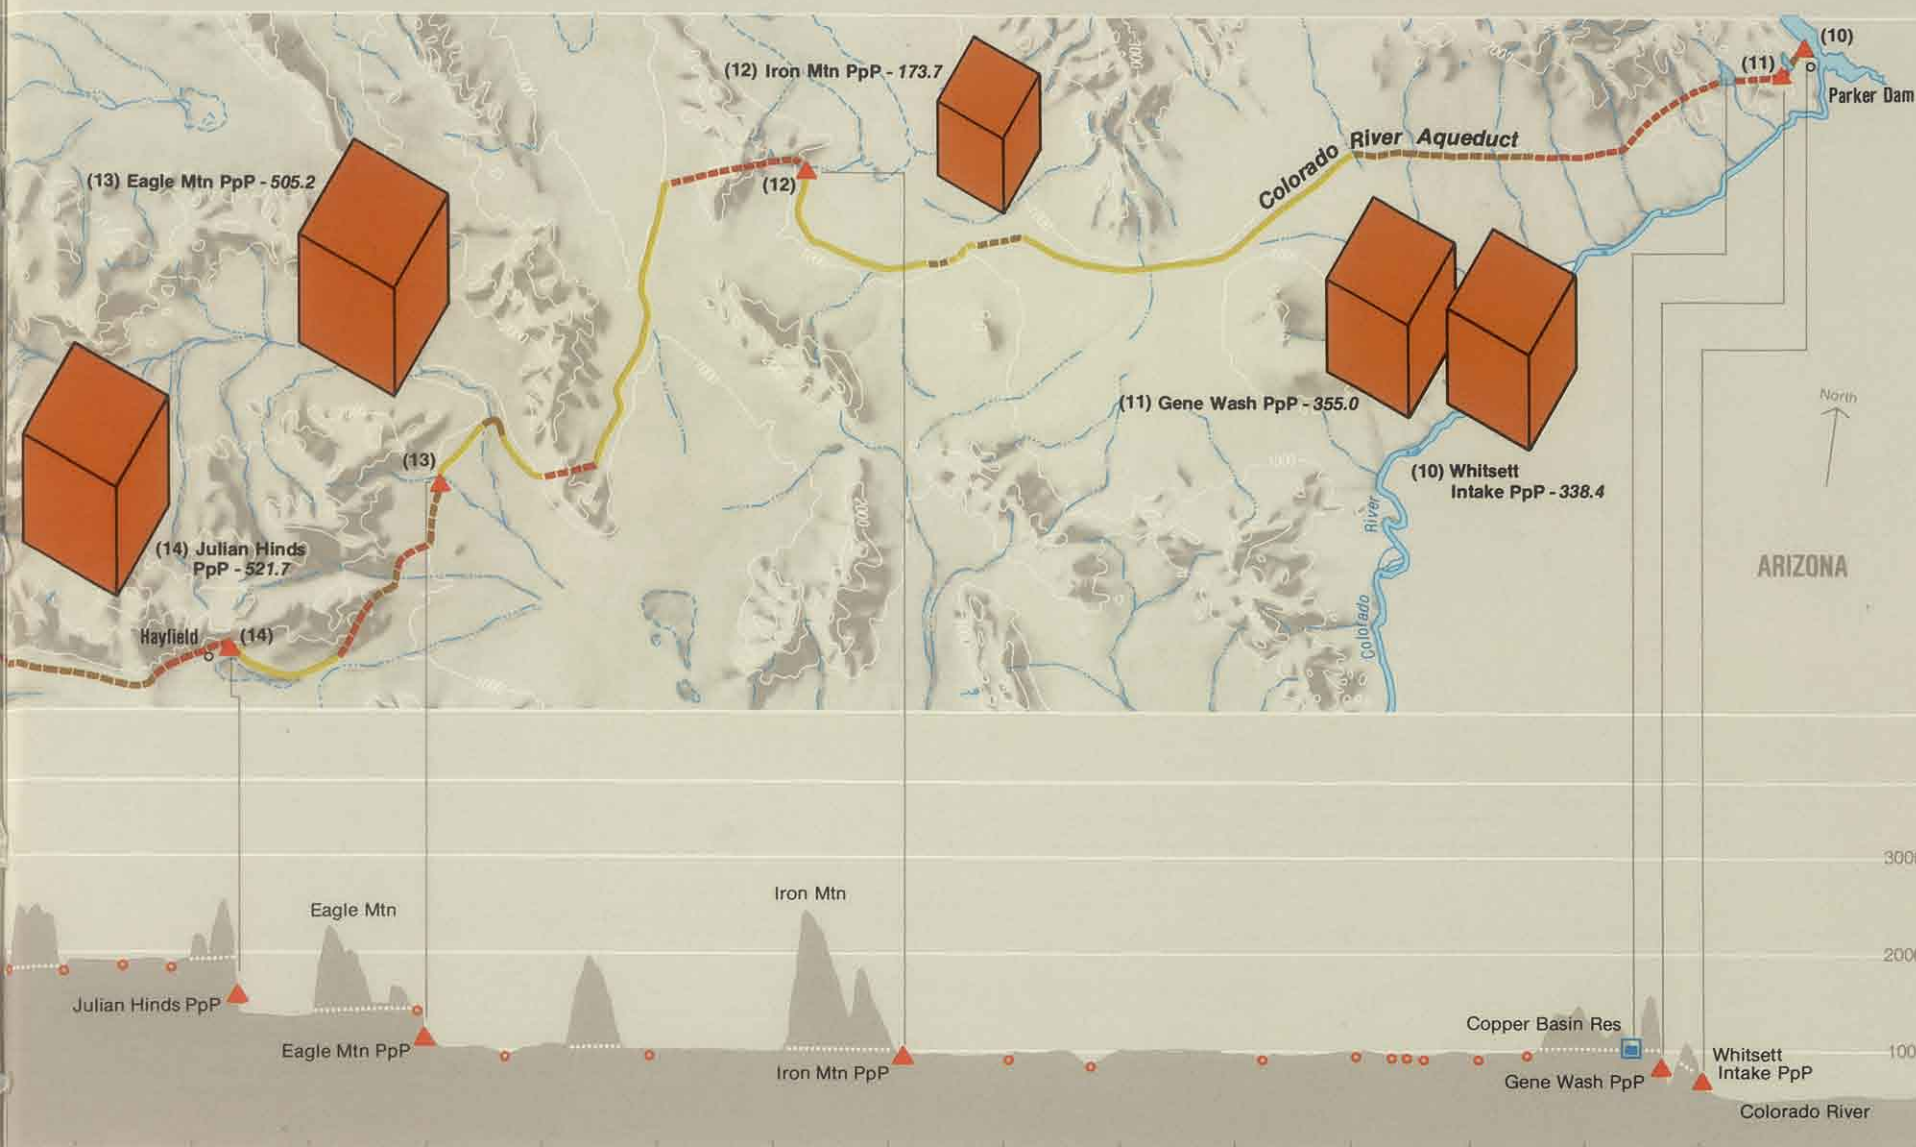 (10)
(11)
Parker Dam
(12) Iron Mtn PpP - 173.7
Colorado River Aqueduct
(13) Eagle Mtn PpP - 505.2
(12)
1000
2000
(11) Gene Wash PpP - 355.0
North
(13)
(10) Whitsett
Intake PpP - 338.4
River
Colorado
ARIZONA
(14) Julian Hinds
PpP - 521.7
Hayfield
(14)
1000
3000
Iron Mtn
Eagle Mtn
200
Julian Hinds PpP
Copper Basin Res
Eagle Mtn PpP
100
Whitsett
Intake PpP
Iron Mtn PpP
Gene Wash PpP
Colorado River